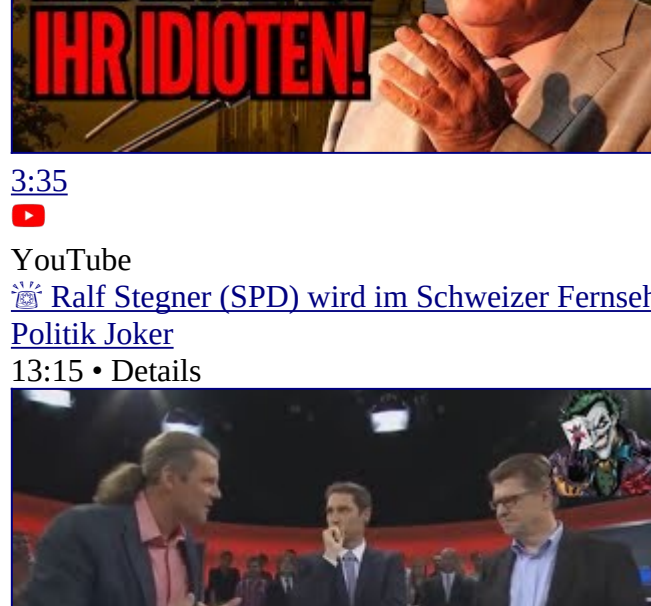 IHR IDIOTEN!
3:35
YouTube
🚨 Ralf Stegner (SPD) wird im Schweizer Fernseh
Politik Joker
13:15 • Details